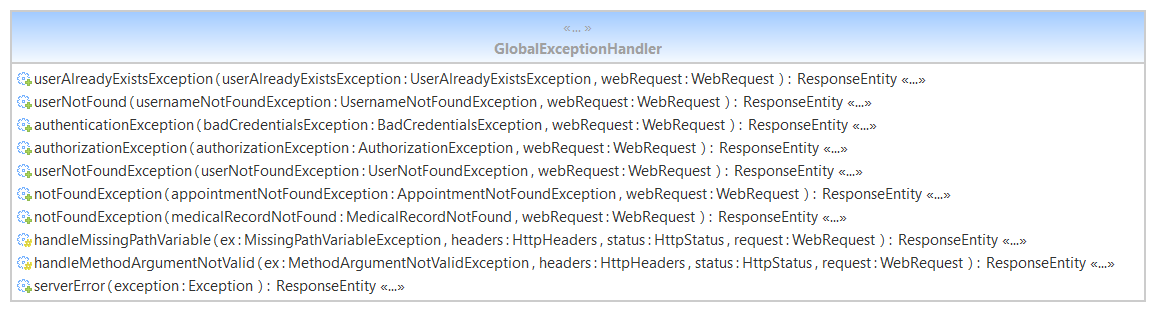 «... »
GlobalExceptionHandler
userAlreadyExistsException ( userAlreadyExistsException : UserAlreadyExistsException , webRequest : WebRequest ) : ResponseEntity «...»
userNotFound ( usernameNotFoundException : UsernameNotFoundException , webRequest : WebRequest ) : ResponseEntity «...»
authenticationException ( badCredentialsException : BadCredentialsException , webRequest : WebRequest ) : ResponseEntity «...»
authorizationException ( authorizationException : AuthorizationException , webRequest : WebRequest ) : ResponseEntity «...»
userNotFoundException ( userNotFoundException : UserNotFoundException , webRequest : WebRequest ) : ResponseEntity «...»
notFoundException ( appointmentNotFoundException : AppointmentNotFoundException , webRequest : WebRequest ) : ResponseEntity «...»
notFoundException ( medicalRecordNotFound : MedicalRecordNotFound , webRequest : WebRequest ) : ResponseEntity «...»
handleMissingPathVariable ( ex : MissingPathVariableException , headers : HttpHeaders , status : HttpStatus , request : WebRequest ) : ResponseEntity «...»
handleMethodArgumentNotValid ( ex : MethodArgumentNotValidException , headers : HttpHeaders , status : HttpStatus , request : WebRequest ) : ResponseEntity «...»
serverError ( exception : Exception ) : ResponseEntity «...»